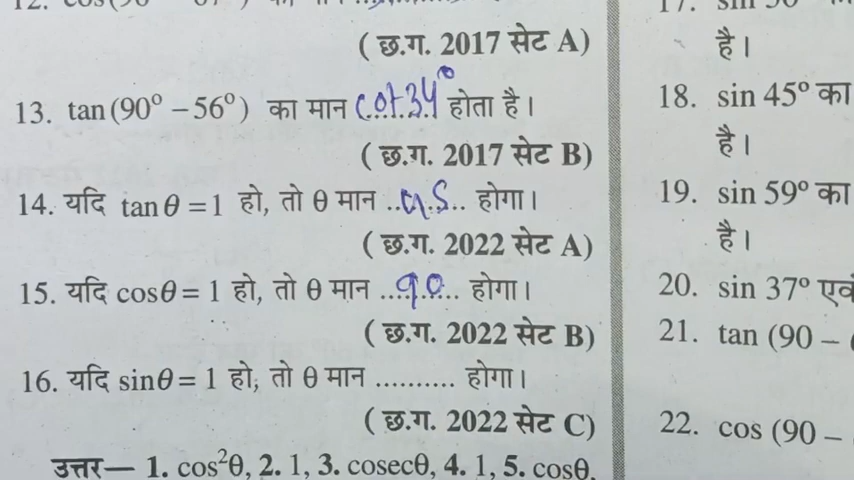 ( छ.ग. 2017 सेट A)
13. tan(90° – 56°) का मान cot34° होता है।
( छ.ग. 2017 सेट B)
14. यदि tanθ = 1 हो, तो θ मान ..45.. होगा।
( छ.ग. 2022 सेट A)
15. यदि cosθ = 1 हो, तो θ मान ....90.... होगा।
( छ.ग. 2022 सेट B)
16. यदि sinθ = 1 हो, तो θ मान .......... होगा।
( छ.ग. 2022 सेट C)
उत्तर— 1. cos²θ, 2. 1, 3. cosecθ, 4. 1, 5. cosθ,
है।
18. sin 45° का
है।
19. sin 59° का
है।
20. sin 37° एवं
21. tan (90 –
22. cos (90 –